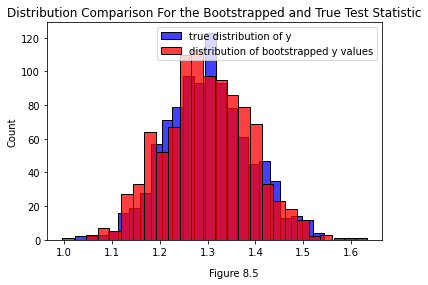 Distribution Comparison For the Bootstrapped and True Test Statistic
true distribution of y
distribution of bootstrapped y values
120
100
80
60
40
20
0
Count
1.0 1.1 1.2 1.3 1.4 1.5 1.6
Figure 8.5